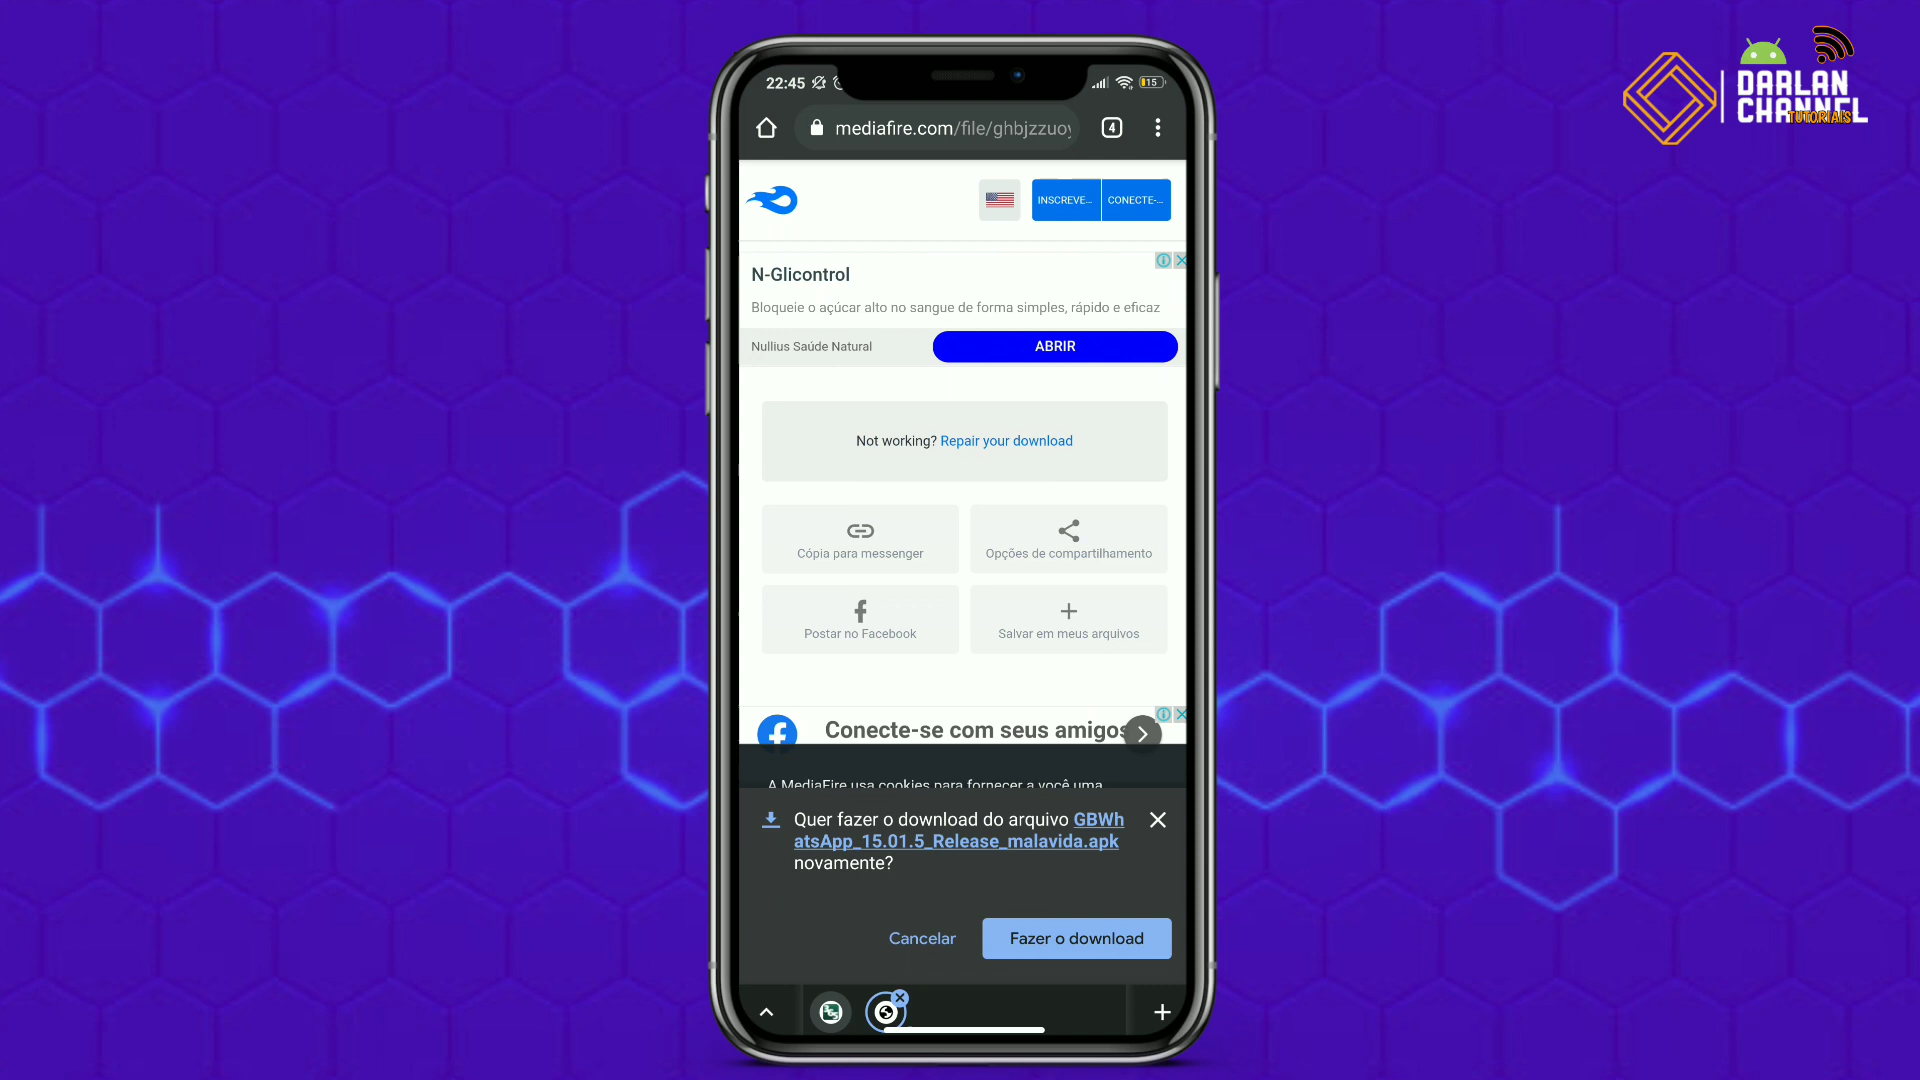 22:45
15
mediafire.com/file/ghbjzzuoy
4
DARLAN
CHANNEL
TUTORIAIS
INSCREVE...
CONECTE-...
N-Glicontrol
Bloqueie o açúcar alto no sangue de forma simples, rápido e eficaz
Nullius Saúde Natural
ABRIR
Not working? Repair your download
Cópia para messenger
Opções de compartilhamento
Postar no Facebook
Salvar em meus arquivos
Conecte-se com seus amigos
A MediaFire usa cookies para fornecer a você uma
Quer fazer o download do arquivo GBWh
atsApp_15.01.5_Release_malavida.apk
novamente?
Cancelar
Fazer o download